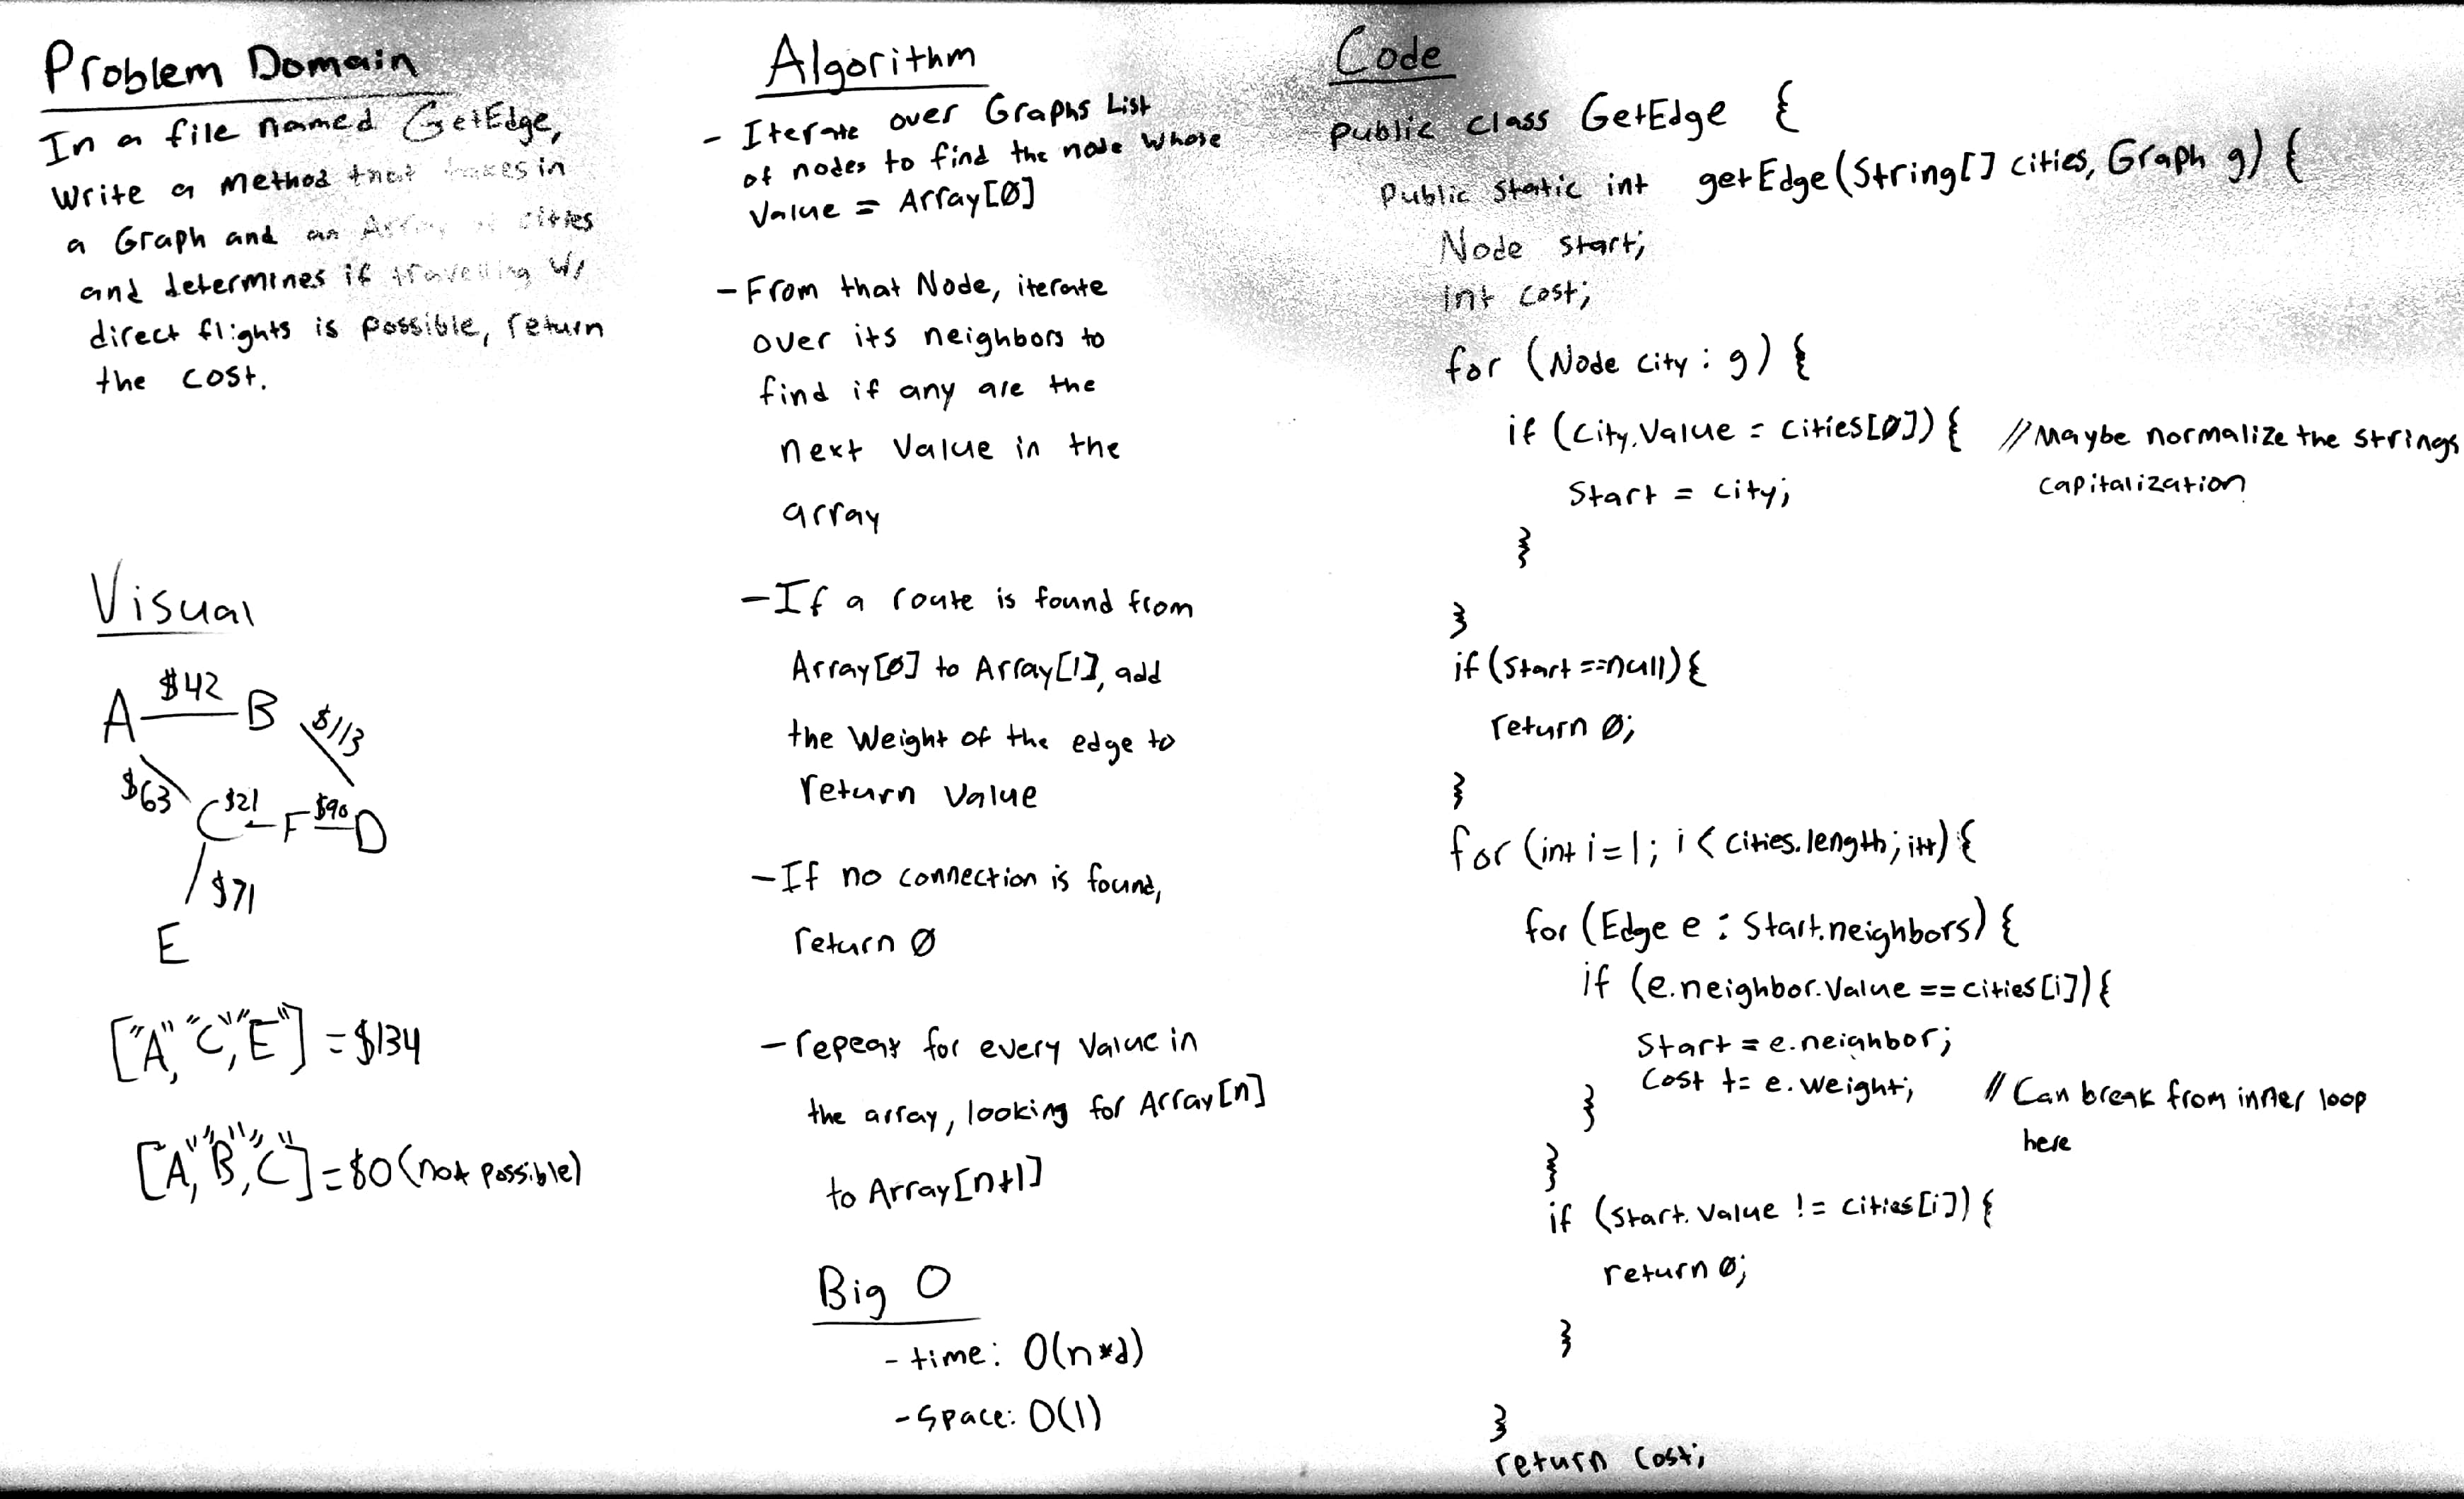 Problem Domain
In a file named GetEdge,
Write a Method that takes in
a Graph and an Array of cities
and determines if travelling w/
direct flights is possible, return
the cost.
Visual
A $42 B
$113
$63
C $21 F $90 D
$71
E
["A", "C", "E"] = $134
["A", "B", "C"] = $0 (not possible)
Algorithm
- Iterate over Graphs List
of nodes to find the node whose
Value = Array[0]
- From that Node, iterate
over its neighbors to
find if any are the
next Value in the
array
- If a route is found from
Array[0] to Array[1], add
the Weight of the edge to
return Value
- If no connection is found,
return 0
- repeat for every Value in
the array, looking for Array[n]
to Array[n+1]
Big O
- time: O(n*d)
- Space: O(1)
Code
Public class GetEdge {
Public static int getEdge(String[] cities, Graph g) {
Node start;
int cost;
for (Node city : g) {
if (city.Value = cities[0]) { //Maybe normalize the strings
capitalization
Start = city;
}
}
if (start == null) {
return 0;
}
for (int i = 1; i < cities.length; i++) {
for (Edge e : Start.neighbors) {
if (e.neighbor.Value == cities[i]) {
Start = e.neighbor;
Cost += e.weight; // Can break from inner loop
here
}
}
if (start.Value != cities[i]) {
return 0;
}
}
return cost;